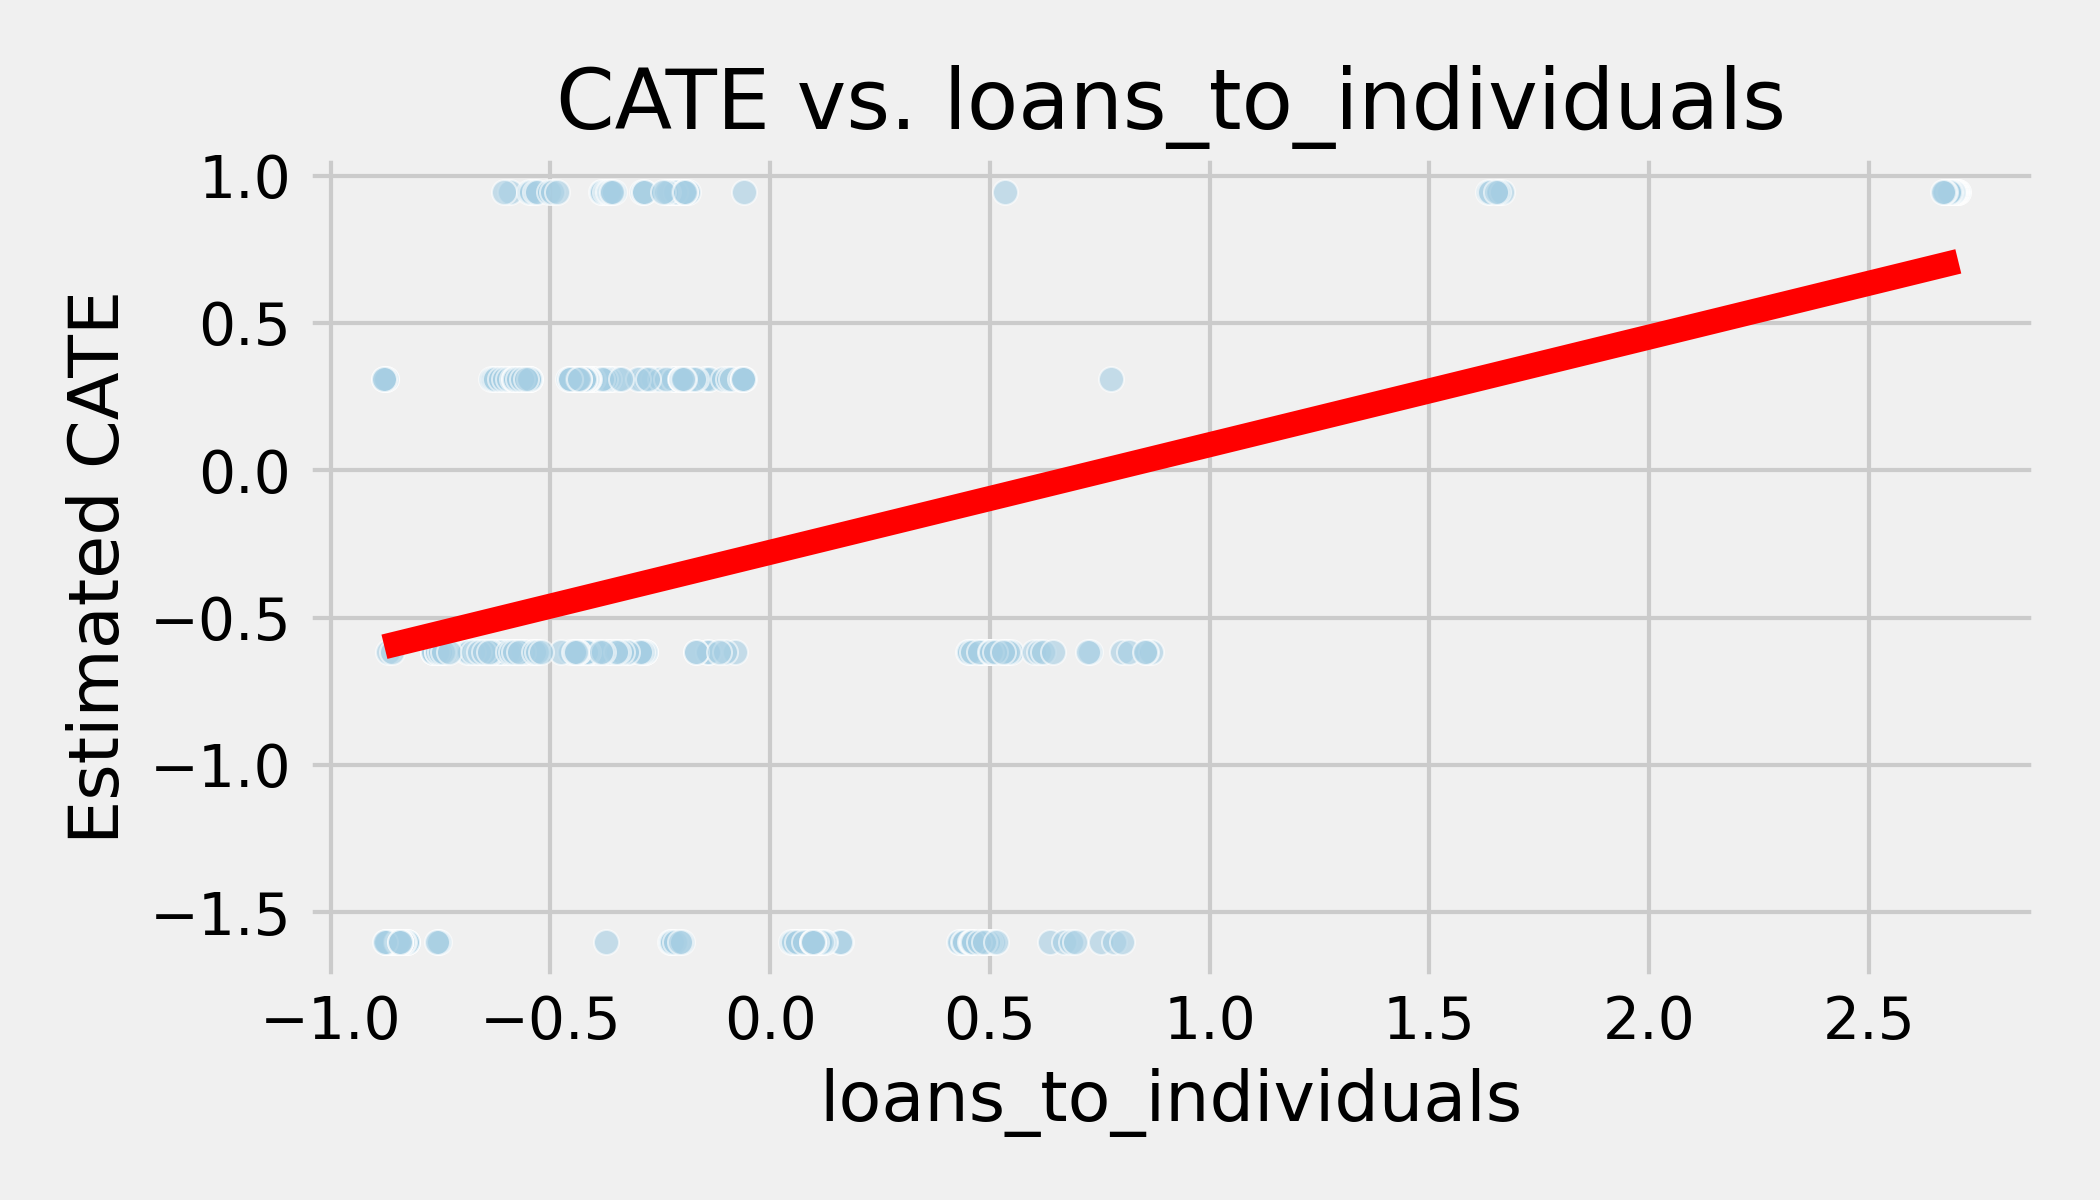 CATE vs. loans_to_individuals
1.0
0.5
0.0
−0.5
−1.0
−1.5
Estimated CATE
−1.0 −0.5 0.0 0.5 1.0 1.5 2.0 2.5
loans_to_individuals